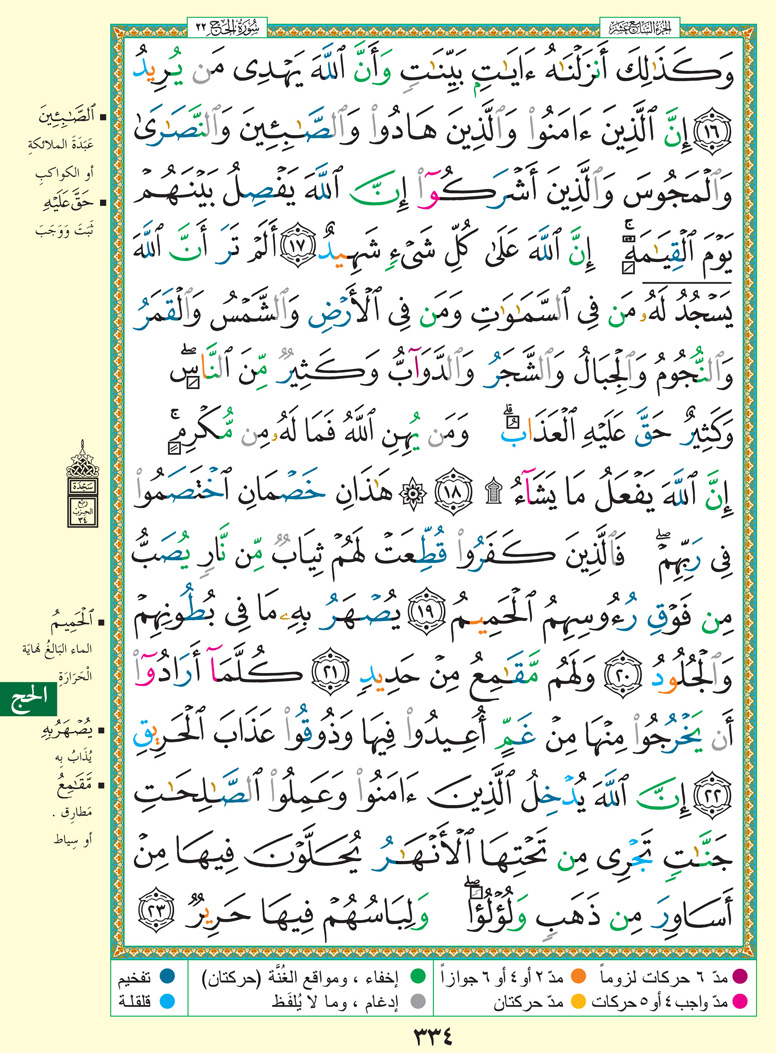 الجزء السابع عشر
سورة الحج ٢٢
وَكَذَٰلِكَ أَنزَلْنَٰهُ ءَايَٰتٍۭ بَيِّنَٰتٍ وَأَنَّ ٱللَّهَ يَهْدِى مَن يُرِيدُ
١٦ إِنَّ ٱلَّذِينَ ءَامَنُوا۟ وَٱلَّذِينَ هَادُوا۟ وَٱلصَّٰبِـِٔينَ وَٱلنَّصَٰرَىٰ
وَٱلْمَجُوسَ وَٱلَّذِينَ أَشْرَكُوٓا۟ إِنَّ ٱللَّهَ يَفْصِلُ بَيْنَهُمْ
يَوْمَ ٱلْقِيَٰمَةِ ۚ إِنَّ ٱللَّهَ عَلَىٰ كُلِّ شَىْءٍ شَهِيدٌ ١٧ أَلَمْ تَرَ أَنَّ ٱللَّهَ
يَسْجُدُ لَهُۥ مَن فِى ٱلسَّمَٰوَٰتِ وَمَن فِى ٱلْأَرْضِ وَٱلشَّمْسُ وَٱلْقَمَرُ
وَٱلنُّجُومُ وَٱلْجِبَالُ وَٱلشَّجَرُ وَٱلدَّوَآبُّ وَكَثِيرٌ مِّنَ ٱلنَّاسِ ۖ
وَكَثِيرٌ حَقَّ عَلَيْهِ ٱلْعَذَابُ ۗ وَمَن يُهِنِ ٱللَّهُ فَمَا لَهُۥ مِن مُّكْرِمٍ ۚ
إِنَّ ٱللَّهَ يَفْعَلُ مَا يَشَآءُ ۩ ١٨ ۞ هَٰذَانِ خَصْمَانِ ٱخْتَصَمُوا۟
فِى رَبِّهِمْ ۖ فَٱلَّذِينَ كَفَرُوا۟ قُطِّعَتْ لَهُمْ ثِيَابٌ مِّن نَّارٍ يُصَبُّ
مِن فَوْقِ رُءُوسِهِمُ ٱلْحَمِيمُ ١٩ يُصْهَرُ بِهِۦ مَا فِى بُطُونِهِمْ
وَٱلْجُلُودُ ٢٠ وَلَهُم مَّقَٰمِعُ مِنْ حَدِيدٍ ٢١ كُلَّمَآ أَرَادُوٓا۟
أَن يَخْرُجُوا۟ مِنْهَا مِنْ غَمٍّ أُعِيدُوا۟ فِيهَا وَذُوقُوا۟ عَذَابَ ٱلْحَرِيقِ
٢٢ إِنَّ ٱللَّهَ يُدْخِلُ ٱلَّذِينَ ءَامَنُوا۟ وَعَمِلُوا۟ ٱلصَّٰلِحَٰتِ
جَنَّٰتٍ تَجْرِى مِن تَحْتِهَا ٱلْأَنْهَٰرُ يُحَلَّوْنَ فِيهَا مِنْ
أَسَاوِرَ مِن ذَهَبٍ وَلُؤْلُؤًا ۖ وَلِبَاسُهُمْ فِيهَا حَرِيرٌ ٢٣
ٱلصَّٰبِـِٔينَ
عَبَدَةَ الملائكةِ
أو الكواكبِ
حَقَّ عَلَيْهِ
ثَبَتَ وَوَجَبَ
سَجْدَة
ربع
الحزب
٣٤
ٱلْحَمِيمُ
الماء البَالغُ نهايَةَ
الْحَرَارَةِ
الحج
يُصْهَرُ بِهِ
يُذَابُ بِهِ
مَّقَٰمِعُ
مَطارِق .
أو سِياط
مدّ ٦ حركات لزوماً
مدّ ٢ أو ٤ أو ٦ جوازاً
إخفاء ، ومواقع الغُنَّة (حركتان)
تفخيم
مدّ واجب ٤ أو ٥ حركات
مدّ حركتان
إدغام ، وما لا يُلفَظ
قلقلة
٣٣٤